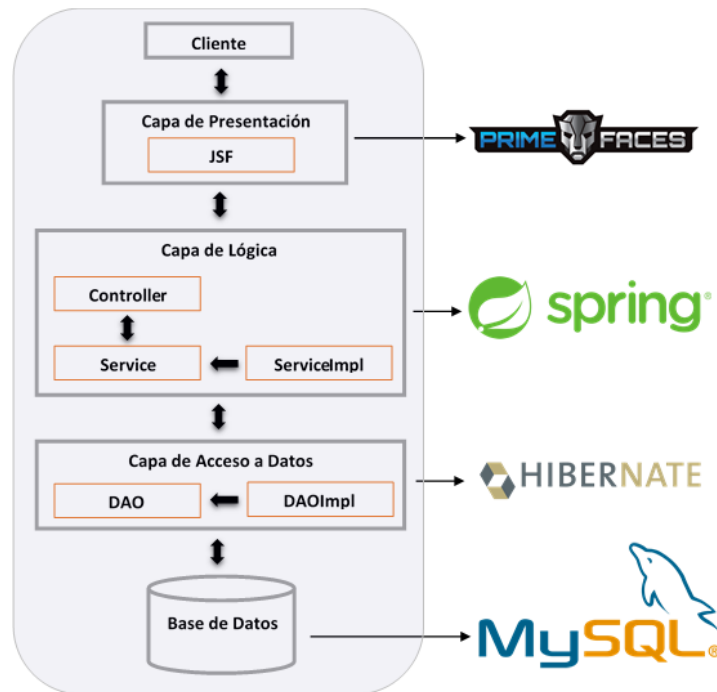 Cliente
Capa de Presentación
JSF
PRIME FACES
Capa de Lógica
Controller
Service
ServiceImpl
spring®
Capa de Acceso a Datos
DAO
DAOImpl
HIBERNATE
Base de Datos
MySQL®